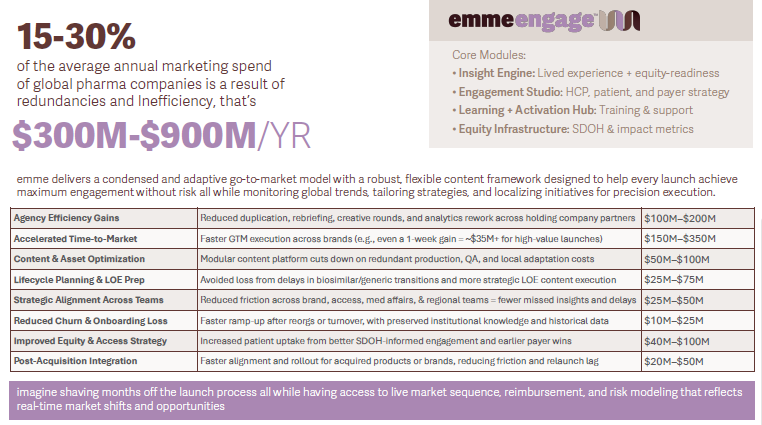 15-30%
of the average annual marketing spend
of global pharma companies is a result of
redundancies and Inefficiency, that's
$300M-$900M/YR
emmeengage™
Core Modules:
• Insight Engine: Lived experience + equity-readiness
• Engagement Studio: HCP, patient, and payer strategy
• Learning + Activation Hub: Training & support
• Equity Infrastructure: SDOH & impact metrics
emme delivers a condensed and adaptive go-to-market model with a robust, flexible content framework designed to help every launch achieve
maximum engagement without risk all while monitoring global trends, tailoring strategies, and localizing initiatives for precision execution.
Agency Efficiency Gains Reduced duplication, rebriefing, creative rounds, and analytics rework across holding company partners $100M–$200M
Accelerated Time-to-Market Faster GTM execution across brands (e.g., even a 1-week gain = ~$35M+ for high-value launches) $150M–$350M
Content & Asset Optimization Modular content platform cuts down on redundant production, QA, and local adaptation costs $50M–$100M
Lifecycle Planning & LOE Prep Avoided loss from delays in biosimilar/generic transitions and more strategic LOE content execution $25M–$75M
Strategic Alignment Across Teams Reduced friction across brand, access, med affairs, & regional teams = fewer missed insights and delays $25M–$50M
Reduced Churn & Onboarding Loss Faster ramp-up after reorgs or turnover, with preserved institutional knowledge and historical data $10M–$25M
Improved Equity & Access Strategy Increased patient uptake from better SDOH-informed engagement and earlier payer wins $40M–$100M
Post-Acquisition Integration Faster alignment and rollout for acquired products or brands, reducing friction and relaunch lag $20M–$50M
imagine shaving months off the launch process all while having access to live market sequence, reimbursement, and risk modeling that reflects
real-time market shifts and opportunities